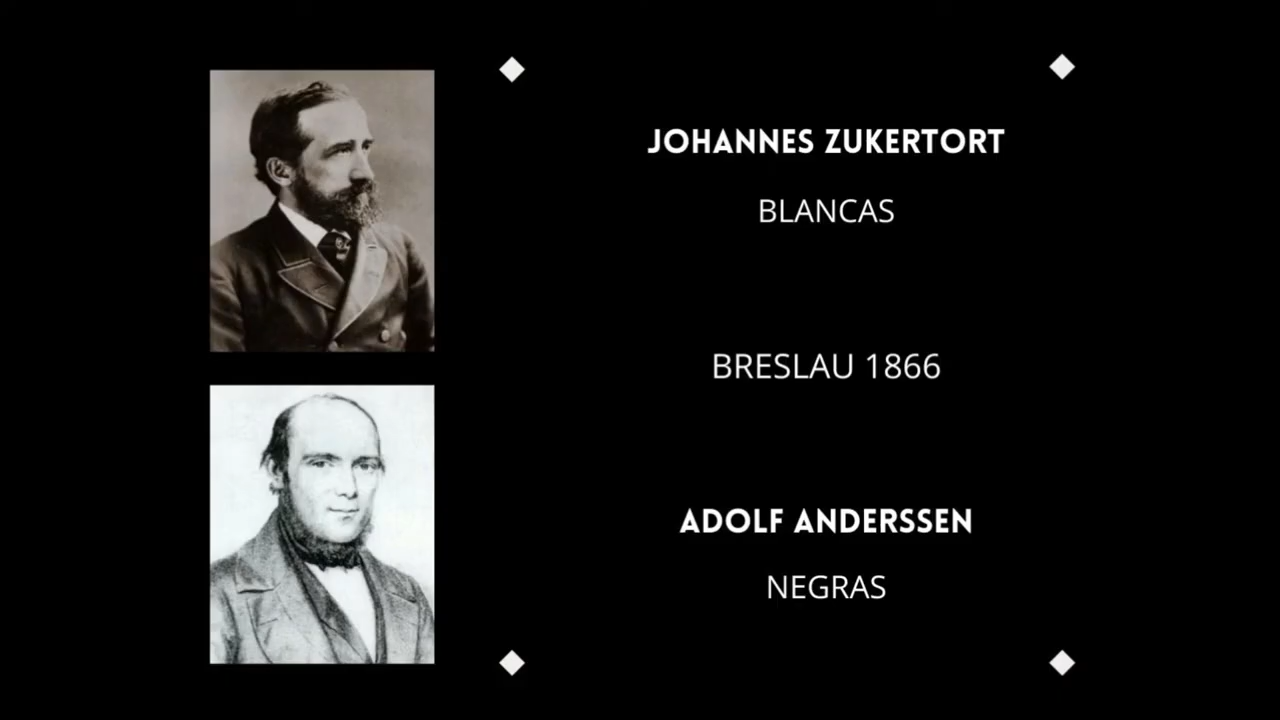 JOHANNES ZUKERTORT
BLANCAS
BRESLAU 1866
ADOLF ANDERSSEN
NEGRAS